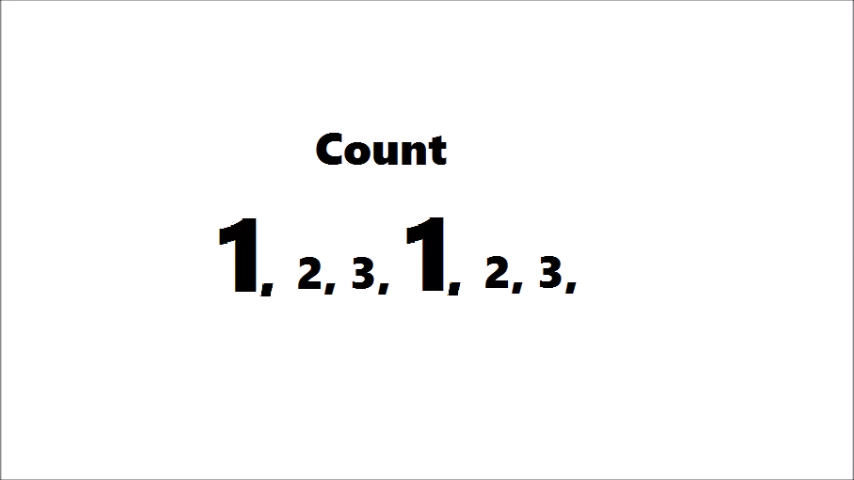 Count
1, 2, 3, 1, 2, 3,